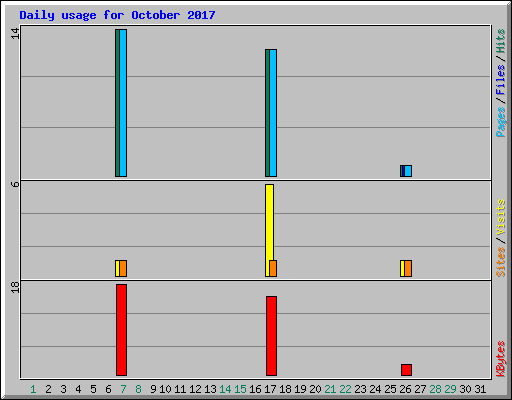 Daily usage for October 2017
14
Pages / Files / Hits
6
Sites / Visits
18
KBytes
1 2 3 4 5 6 7 8 9 10 11 12 13 14 15 16 17 18 19 20 21 22 23 24 25 26 27 28 29 30 31